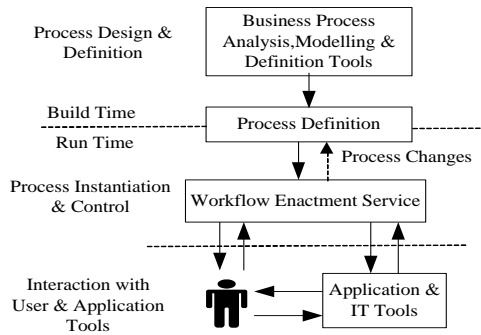 Process Design &
Definition
Business Process
Analysis,Modelling &
Definition Tools
Build Time
Run Time
Process Definition
Process Changes
Process Instantiation
& Control
Workflow Enactment Service
Interaction with
User & Application
Tools
Application &
IT Tools